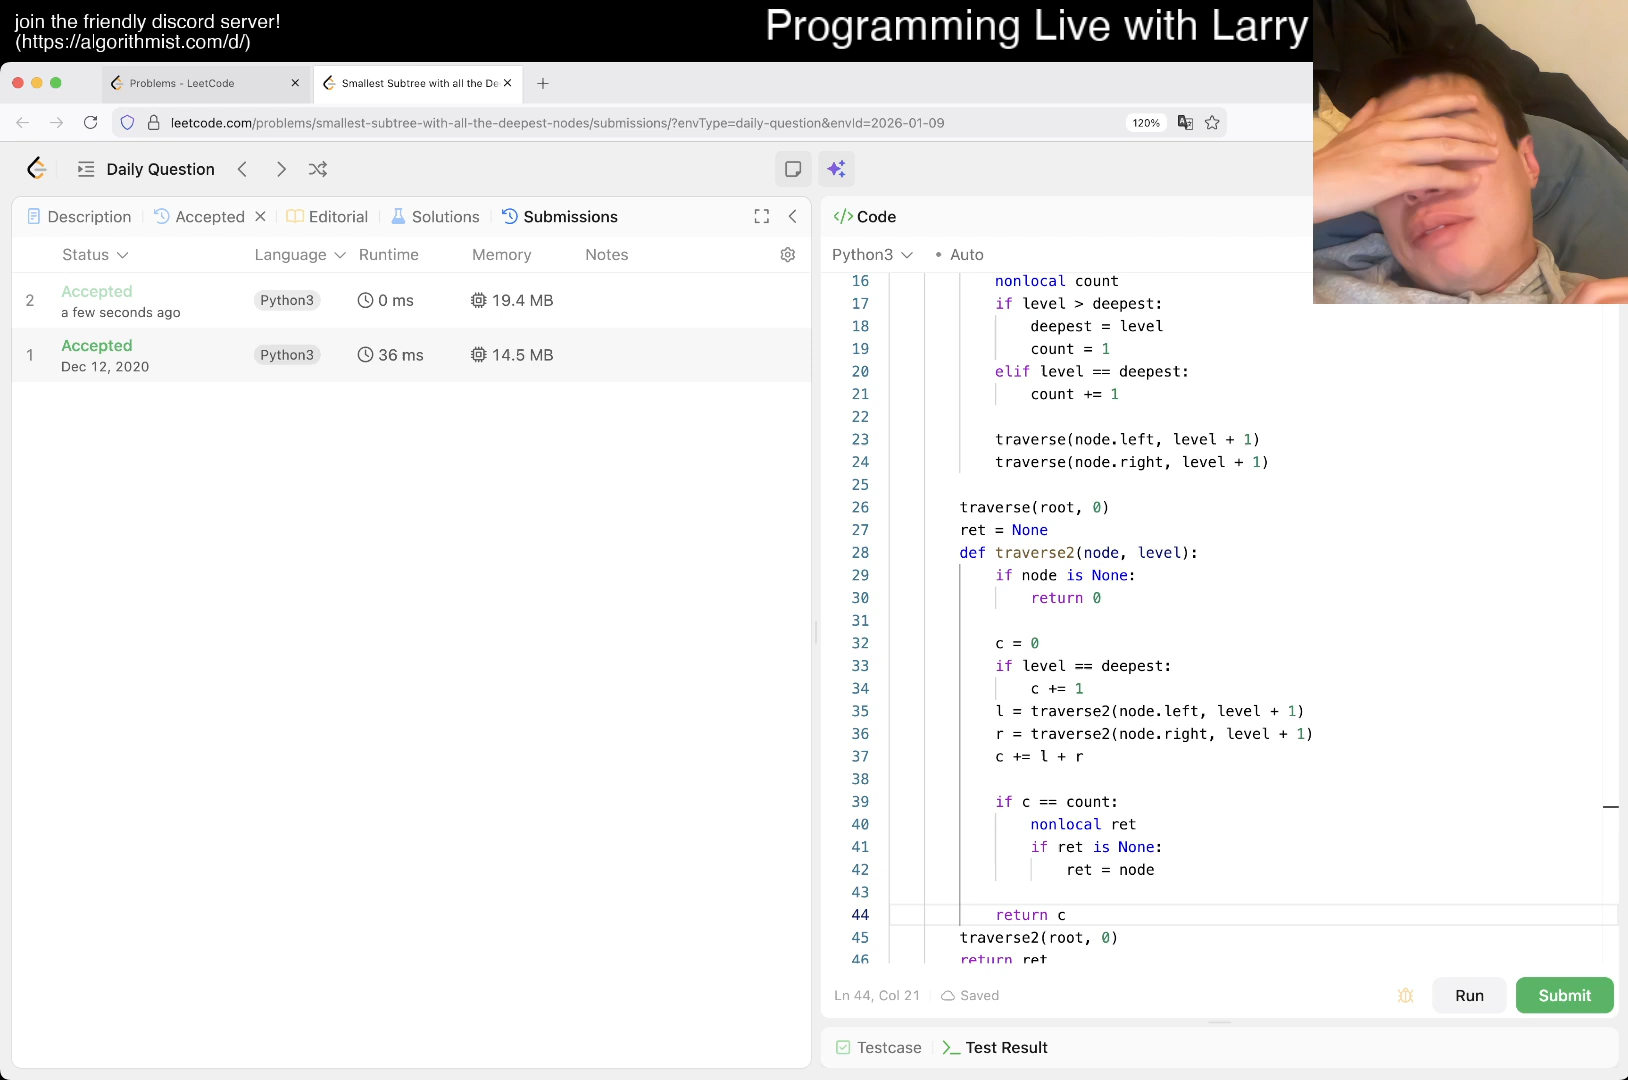 join the friendly discord server!
(https://algorithmist.com/d/)
Programming Live with Larry
Problems - LeetCode
Smallest Subtree with all the De
leetcode.com/problems/smallest-subtree-with-all-the-deepest-nodes/submissions/?envType=daily-question&envId=2026-01-09
120%
Daily Question
Description
Accepted
Editorial
Solutions
Submissions
Status
Language
Runtime
Memory
Notes
2
Accepted
a few seconds ago
Python3
0 ms
19.4 MB
1
Accepted
Dec 12, 2020
Python3
36 ms
14.5 MB
</> Code
Python3
• Auto
16 nonlocal count
17 if level > deepest:
18 deepest = level
19 count = 1
20 elif level == deepest:
21 count += 1
22
23 traverse(node.left, level + 1)
24 traverse(node.right, level + 1)
25
26 traverse(root, 0)
27 ret = None
28 def traverse2(node, level):
29 if node is None:
30 return 0
31
32 c = 0
33 if level == deepest:
34 c += 1
35 l = traverse2(node.left, level + 1)
36 r = traverse2(node.right, level + 1)
37 c += l + r
38
39 if c == count:
40 nonlocal ret
41 if ret is None:
42 ret = node
43
44 return c
45 traverse2(root, 0)
46 return ret
Ln 44, Col 21
Saved
Run
Submit
Testcase
Test Result